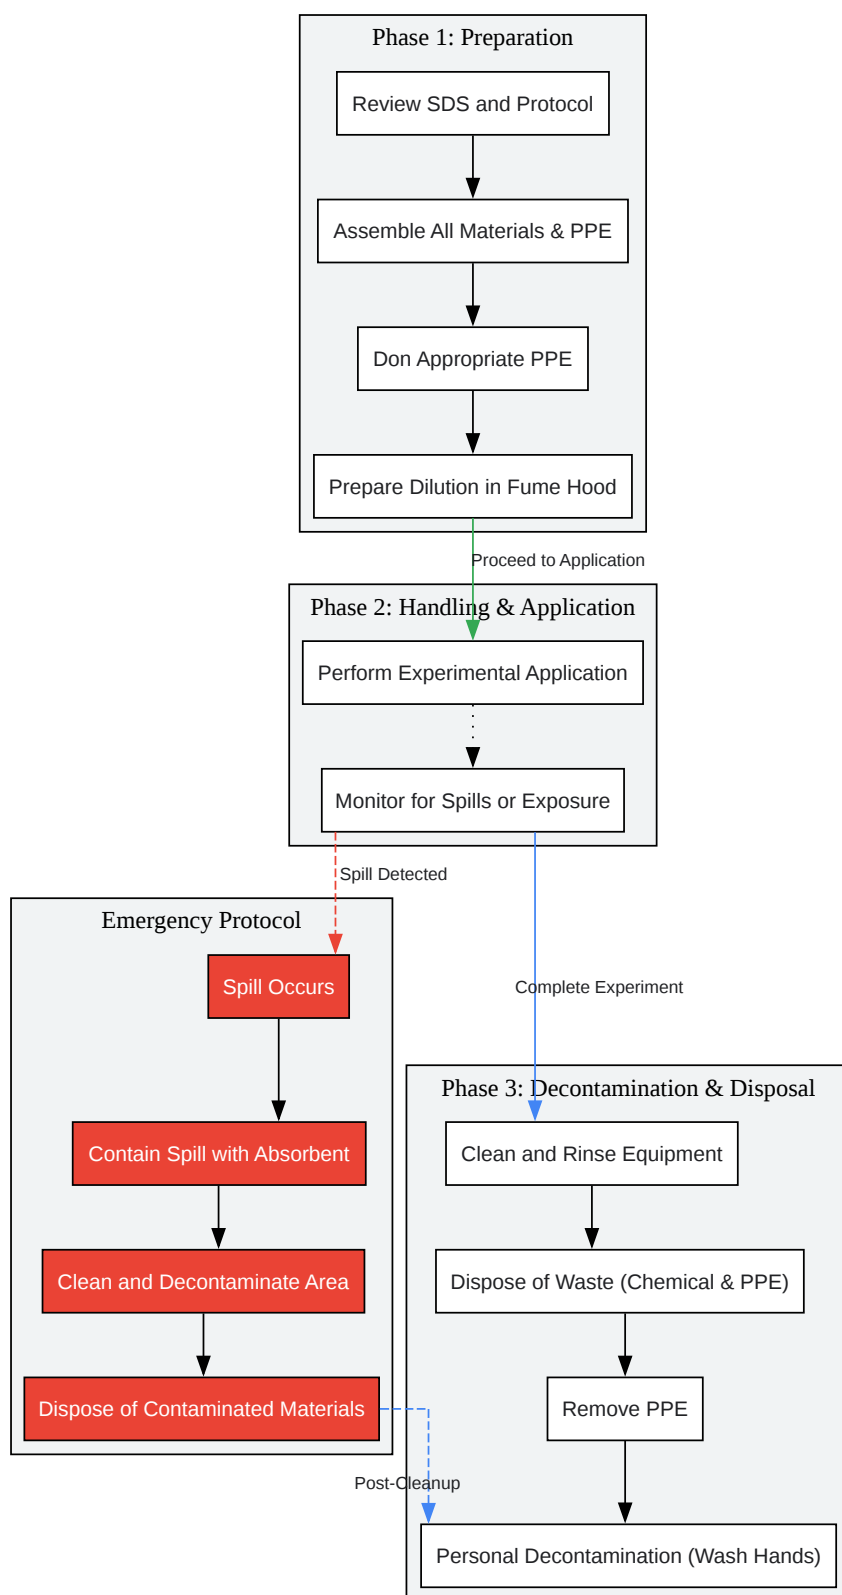 Phase 1: Preparation
Review SDS and Protocol
Assemble All Materials & PPE
Don Appropriate PPE
Prepare Dilution in Fume Hood
Proceed to Application
Phase 2: Handling & Application
Perform Experimental Application
Monitor for Spills or Exposure
Spill Detected
Emergency Protocol
Spill Occurs
Complete Experiment
Phase 3: Decontamination & Disposal
Contain Spill with Absorbent
Clean and Rinse Equipment
Clean and Decontaminate Area
Dispose of Waste (Chemical & PPE)
Dispose of Contaminated Materials
Remove PPE
Post-Cleanup
Personal Decontamination (Wash Hands)